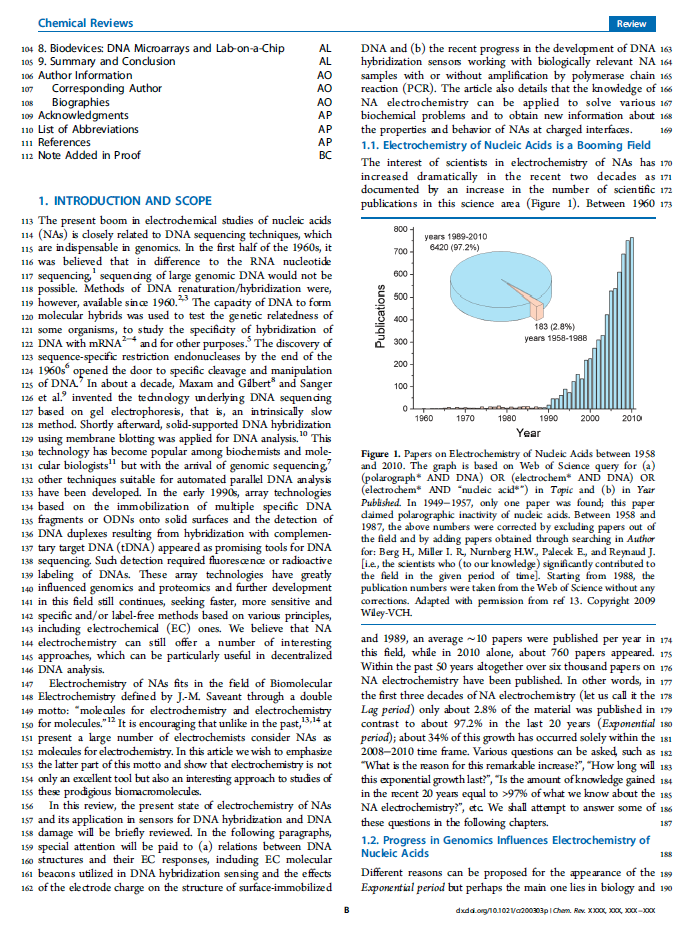 Chemical Reviews
Review
104 8. Biodevices: DNA Microarrays and Lab-on-a-Chip AL
105 9. Summary and Conclusion AL
106 Author Information AO
107 Corresponding Author AO
108 Biographies AO
109 Acknowledgments AP
110 List of Abbreviations AP
111 References AP
112 Note Added in Proof BC
1. INTRODUCTION AND SCOPE
113 The present boom in electrochemical studies of nucleic acids
114 (NAs) is closely related to DNA sequencing techniques, which
115 are indispensable in genomics. In the first half of the 1960s, it
116 was believed that in difference to the RNA nucleotide
117 sequencing,1 sequencing of large genomic DNA would not be
118 possible. Methods of DNA renaturation/hybridization were,
119 however, available since 1960.2,3 The capacity of DNA to form
120 molecular hybrids was used to test the genetic relatedness of
121 some organisms, to study the specificity of hybridization of
122 DNA with mRNA2−4 and for other purposes.5 The discovery of
123 sequence-specific restriction endonucleases by the end of the
124 1960s6 opened the door to specific cleavage and manipulation
125 of DNA.7 In about a decade, Maxam and Gilbert8 and Sanger
126 et al.9 invented the technology underlying DNA sequencing
127 based on gel electrophoresis, that is, an intrinsically slow
128 method. Shortly afterward, solid-supported DNA hybridization
129 using membrane blotting was applied for DNA analysis.10 This
130 technology has become popular among biochemists and mole-
131 cular biologists11 but with the arrival of genomic sequencing,7
132 other techniques suitable for automated parallel DNA analysis
133 have been developed. In the early 1990s, array technologies
134 based on the immobilization of multiple specific DNA
135 fragments or ODNs onto solid surfaces and the detection of
136 DNA duplexes resulting from hybridization with complemen-
137 tary target DNA (tDNA) appeared as promising tools for DNA
138 sequencing. Such detection required fluorescence or radioactive
139 labeling of DNAs. These array technologies have greatly
140 influenced genomics and proteomics and further development
141 in this field still continues, seeking faster, more sensitive and
142 specific and/or label-free methods based on various principles,
143 including electrochemical (EC) ones. We believe that NA
144 electrochemistry can still offer a number of interesting
145 approaches, which can be particularly useful in decentralized
146 DNA analysis.
147 Electrochemistry of NAs fits in the field of Biomolecular
148 Electrochemistry defined by J.-M. Saveant through a double
149 motto: “molecules for electrochemistry and electrochemistry
150 for molecules.”12 It is encouraging that unlike in the past,13,14 at
151 present a large number of electrochemists consider NAs as
152 molecules for electrochemistry. In this article we wish to emphasize
153 the latter part of this motto and show that electrochemistry is not
154 only an excellent tool but also an interesting approach to studies of
155 these prodigious biomacromolecules.
156 In this review, the present state of electrochemistry of NAs
157 and its application in sensors for DNA hybridization and DNA
158 damage will be briefly reviewed. In the following paragraphs,
159 special attention will be paid to (a) relations between DNA
160 structures and their EC responses, including EC molecular
161 beacons utilized in DNA hybridization sensing and the effects
162 of the electrode charge on the structure of surface-immobilized
DNA and (b) the recent progress in the development of DNA 163
hybridization sensors working with biologically relevant NA 164
samples with or without amplification by polymerase chain 165
reaction (PCR). The article also details that the knowledge of 166
NA electrochemistry can be applied to solve various 167
biochemical problems and to obtain new information about 168
the properties and behavior of NAs at charged interfaces. 169
1.1. Electrochemistry of Nucleic Acids is a Booming Field
The interest of scientists in electrochemistry of NAs has 170
increased dramatically in the recent two decades as 171
documented by an increase in the number of scientific 172
publications in this science area (Figure 1). Between 1960 173
800
700
600
500
400
300
200
100
0
Publications
years 1989-2010
6420 (97.2%)
183 (2.8%)
years 1958-1988
1960 1970 1980 1990 2000 2010
Year
Figure 1. Papers on Electrochemistry of Nucleic Acids between 1958
and 2010. The graph is based on Web of Science query for (a)
(polarograph* AND DNA) OR (electrochem* AND DNA) OR
(electrochem* AND “nucleic acid*”) in Topic and (b) in Year
Published. In 1949−1957, only one paper was found; this paper
claimed polarographic inactivity of nucleic acids. Between 1958 and
1987, the above numbers were corrected by excluding papers out of
the field and by adding papers obtained through searching in Author
for: Berg H., Miller I. R., Nurnberg H.W., Palecek E., and Reynaud J.
[i.e., the scientists who (to our knowledge) significantly contributed to
the field in the given period of time]. Starting from 1988, the
publication numbers were taken from the Web of Science without any
corrections. Adapted with permission from ref 13. Copyright 2009
Wiley-VCH.
and 1989, an average ∼10 papers were published per year in 174
this field, while in 2010 alone, about 760 papers appeared. 175
Within the past 50 years altogether over six thousand papers on 176
NA electrochemistry have been published. In other words, in 177
the first three decades of NA electrochemistry (let us call it the 178
Lag period) only about 2.8% of the material was published in 179
contrast to about 97.2% in the last 20 years (Exponential 180
period); about 34% of this growth has occurred solely within the 181
2008−2010 time frame. Various questions can be asked, such as 182
“What is the reason for this remarkable increase?”, “How long will 183
this exponential growth last?”, “Is the amount of knowledge gained 184
in the recent 20 years equal to >97% of what we know about the 185
NA electrochemistry?”, etc. We shall attempt to answer some of 186
these questions in the following chapters. 187
1.2. Progress in Genomics Influences Electrochemistry of
Nucleic Acids 188
Different reasons can be proposed for the appearance of the 189
Exponential period but perhaps the main one lies in biology and 190
B
dx.doi.org/10.1021/cr200303p | Chem. Rev. XXXX, XXX, XXX−XXX